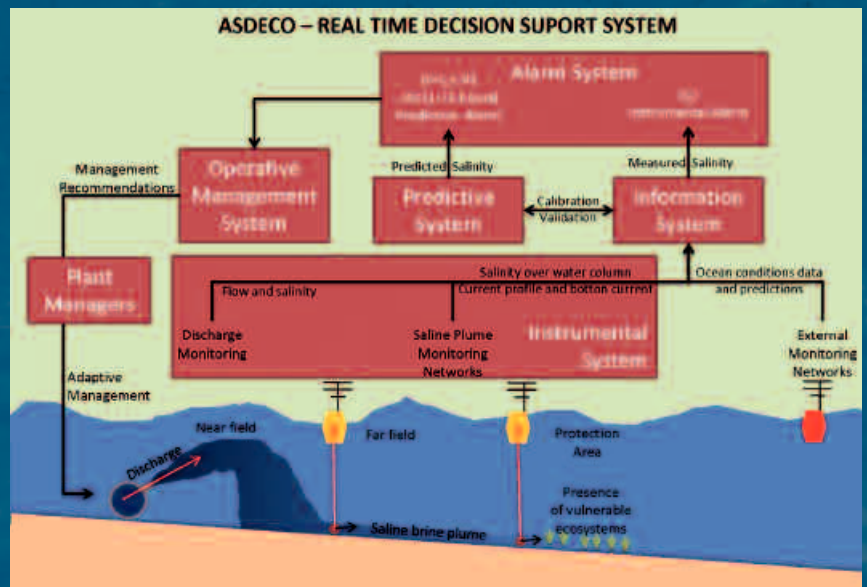 ASDECO – REAL TIME DECISION SUPORT SYSTEM
Alarm System
Predicted Salinity
Measured Salinity
Management
Recommendations
Operative
Management
System
Predictive
System
Calibration
Validation
Information
System
Plant
Managers
Salinity over water column
Flow and salinity
Current profile and botton current
Ocean conditions data
and predictions
Discharge
Monitoring
Saline Plume
Monitoring
Networks
Instrumental
System
External
Monitoring
Networks
Adaptive
Management
Near field
Far field
Protection
Area
Discharge
Presence
of vulnerable
ecosystems
Saline brine plume